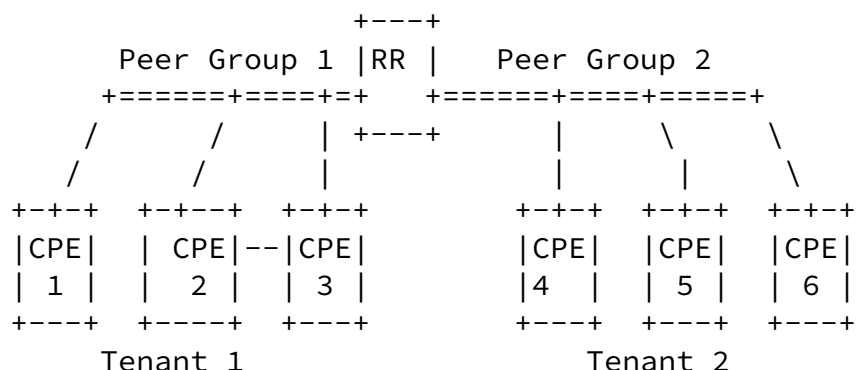 +---+
       Peer Group 1 |RR |    Peer Group 2
      +======+====+=+   +======+====+=====+
     /      /     | +---+      |     \     \
    /      /      |            |     |      \
 +-+-+  +-+--+  +-+-+        +-+-+  +-+-+  +-+-+
 |CPE|  | CPE|--|CPE|        |CPE|  |CPE|  |CPE|
 | 1 |  |  2 |  | 3 |        |4  |  | 5 |  | 6 |
 +---+  +----+  +---+        +---+  +---+  +---+
      Tenant 1                   Tenant 2